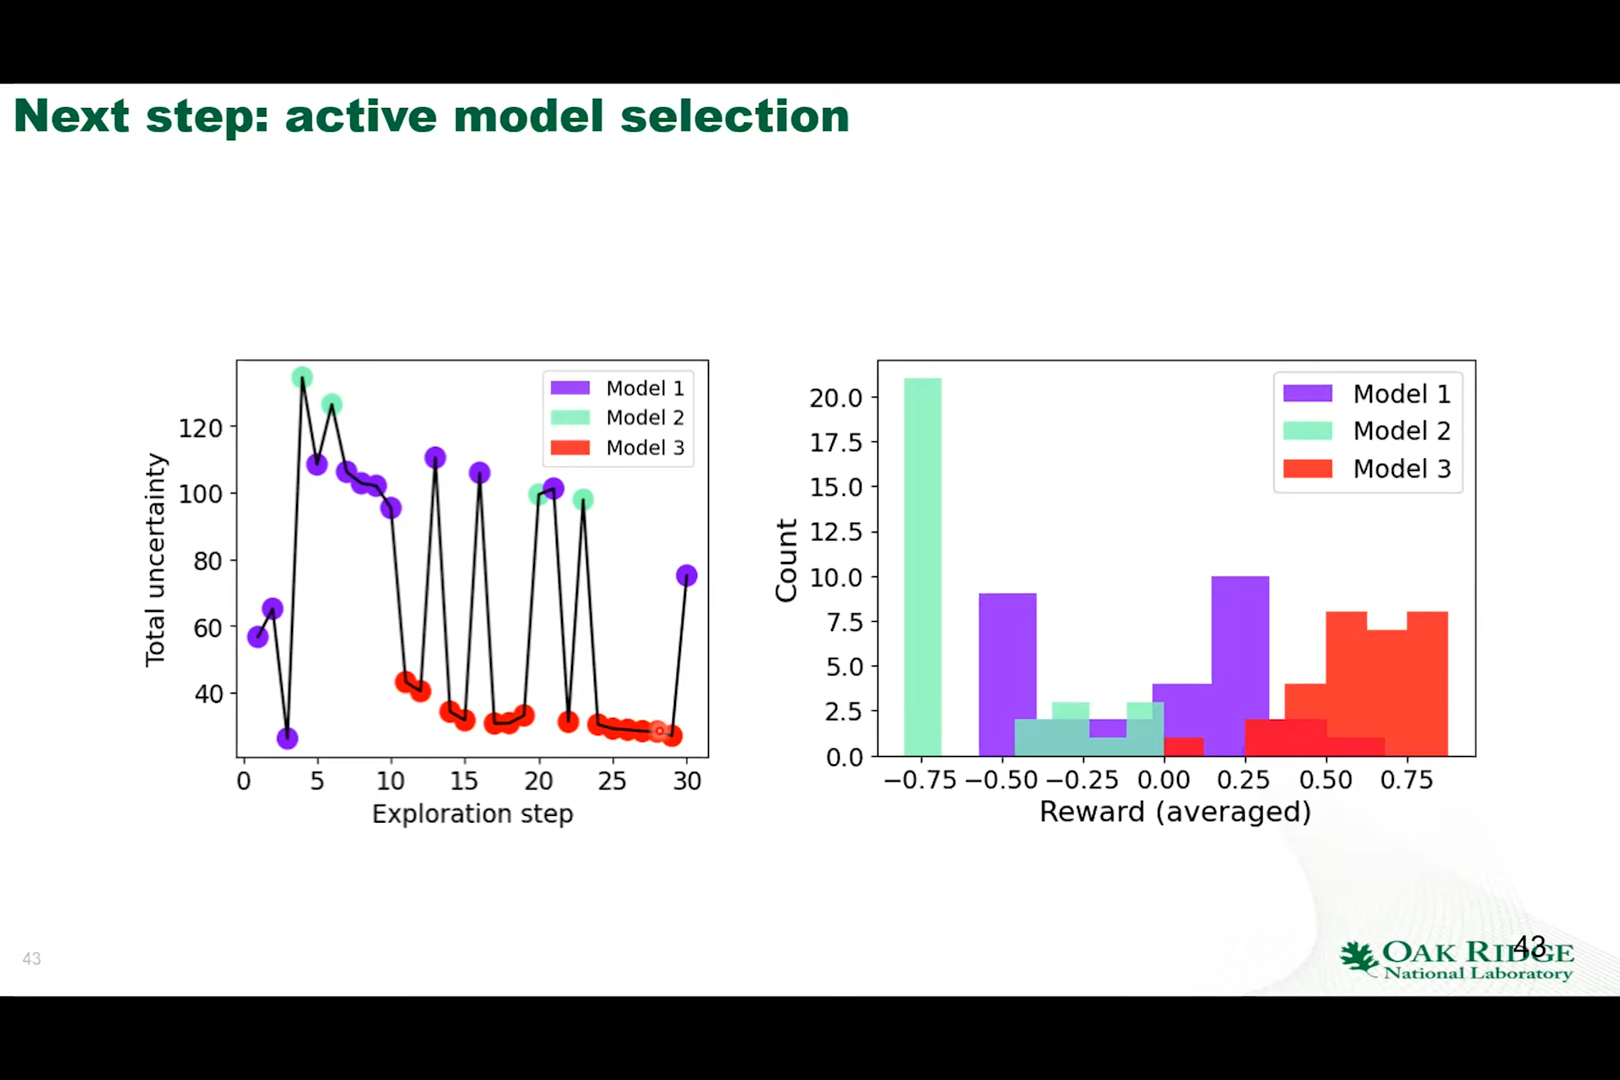 Next step: active model selection
Total uncertainty
120
100
80
60
40
0
5
10
15
20
25
30
Exploration step
Model 1
Model 2
Model 3
Count
20.0
17.5
15.0
12.5
10.0
7.5
5.0
2.5
0.0
−0.75
−0.50
−0.25
0.00
0.25
0.50
0.75
Reward (averaged)
Model 1
Model 2
Model 3
43
43
OAK RIDGE
National Laboratory